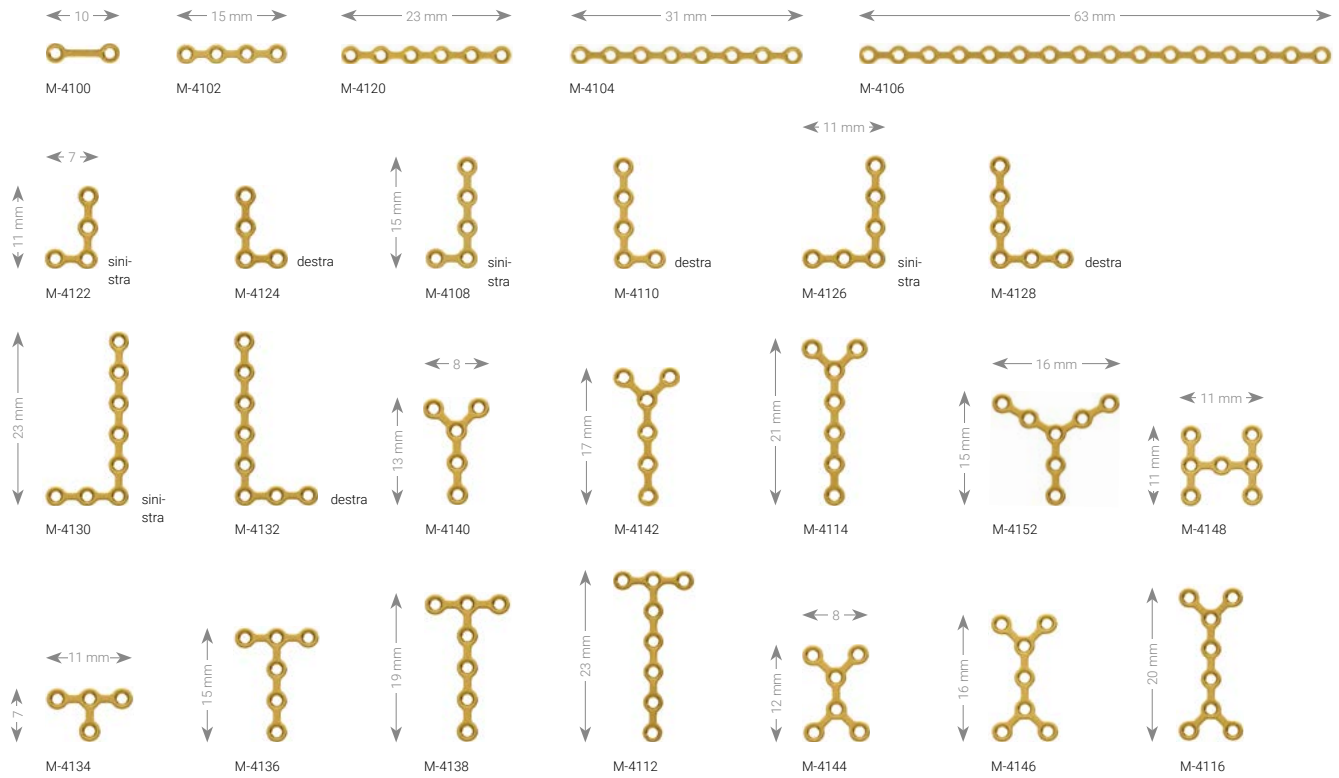 10
15 mm
23 mm
31 mm
63 mm
M-4100
M-4102
M-4120
M-4104
M-4106
7
11 mm
11 mm
15 mm
sini-
stra
destra
sini-
stra
destra
sini-
stra
destra
M-4122
M-4124
M-4108
M-4110
M-4126
M-4128
23 mm
8
13 mm
17 mm
21 mm
16 mm
15 mm
11 mm
11 mm
sini-
stra
destra
M-4130
M-4132
M-4140
M-4142
M-4114
M-4152
M-4148
11 mm
7
15 mm
19 mm
23 mm
8
12 mm
16 mm
20 mm
M-4134
M-4136
M-4138
M-4112
M-4144
M-4146
M-4116